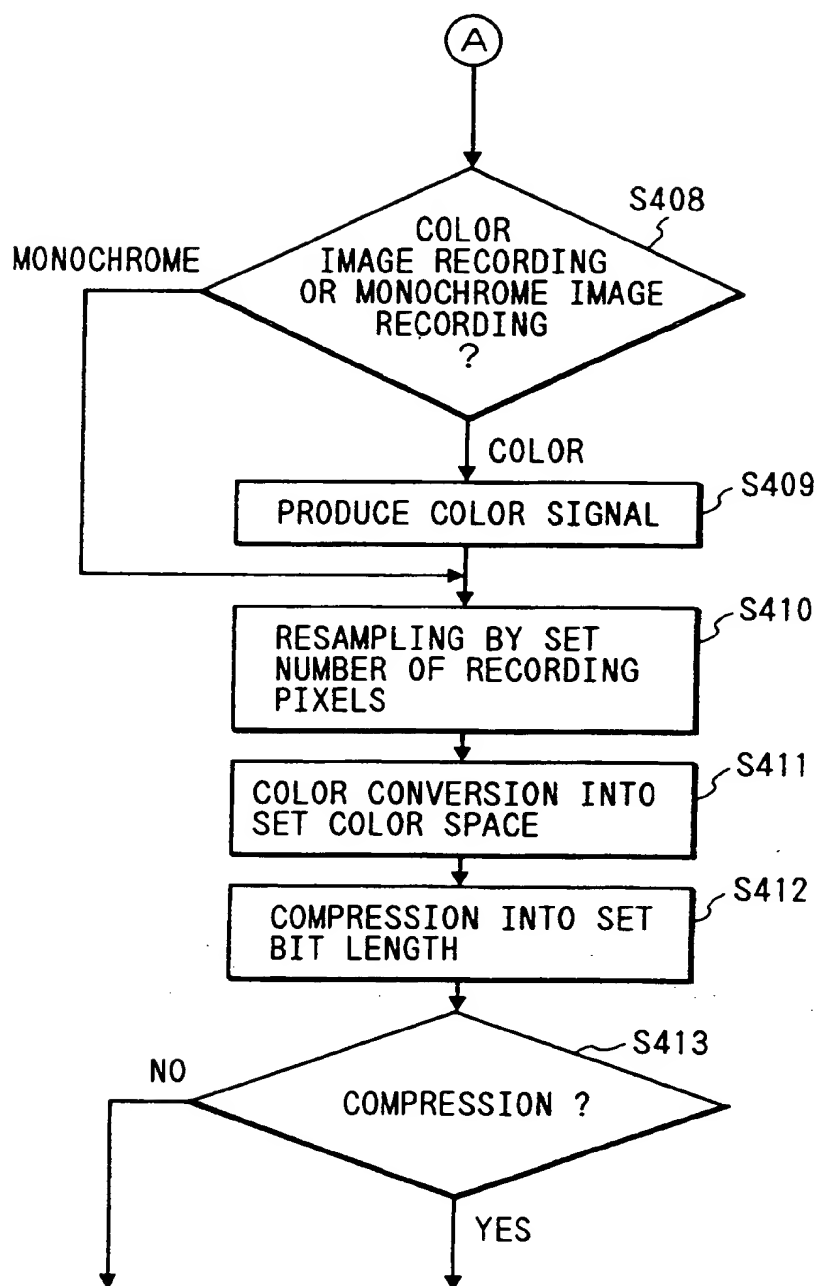 A
S408
COLOR
IMAGE RECORDING
OR MONOCHROME IMAGE
RECORDING
?
MONOCHROME
COLOR
S409
PRODUCE COLOR SIGNAL
S410
RESAMPLING BY SET
NUMBER OF RECORDING
PIXELS
S411
COLOR CONVERSION INTO
SET COLOR SPACE
S412
COMPRESSION INTO SET
BIT LENGTH
S413
NO
COMPRESSION ?
YES